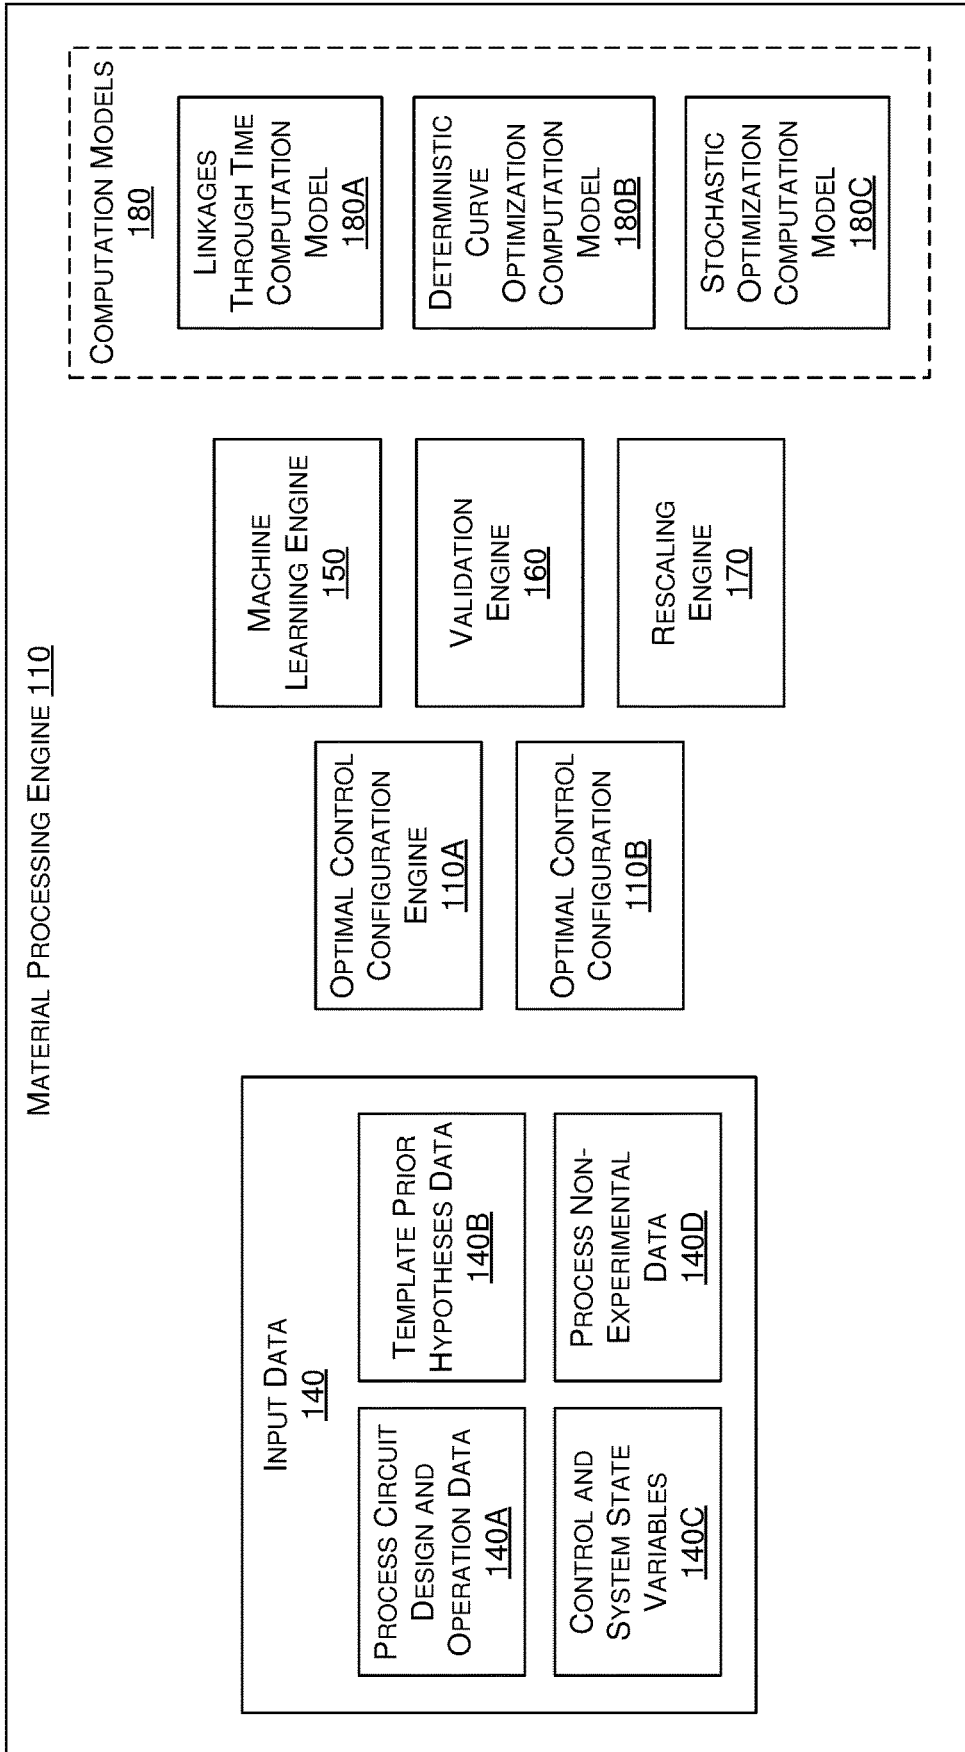 MATERIAL PROCESSING ENGINE 110
INPUT DATA
140
PROCESS CIRCUIT
DESIGN AND
OPERATION DATA
140A
TEMPLATE PRIOR
HYPOTHESES DATA
140B
CONTROL AND
SYSTEM STATE
VARIABLES
140C
PROCESS NON-
EXPERIMENTAL
DATA
140D
OPTIMAL CONTROL
CONFIGURATION
ENGINE
110A
OPTIMAL CONTROL
CONFIGURATION
110B
MACHINE
LEARNING ENGINE
150
VALIDATION
ENGINE
160
RESCALING
ENGINE
170
COMPUTATION MODELS
180
LINKAGES
THROUGH TIME
COMPUTATION
MODEL
180A
DETERMINISTIC
CURVE
OPTIMIZATION
COMPUTATION
MODEL
180B
STOCHASTIC
OPTIMIZATION
COMPUTATION
MODEL
180C